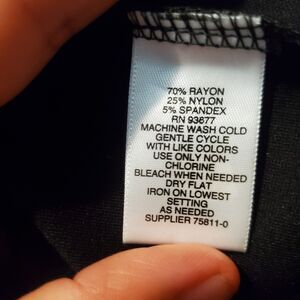 70% RAYON
25% NYLON
5% SPANDEX
RN 93677
MACHINE WASH COLD
GENTLE CYCLE
WITH LIKE COLORS
USE ONLY NON-
CHLORINE
BLEACH WHEN NEEDED
DRY FLAT
IRON ON LOWEST
SETTING
AS NEEDED
SUPPLIER 75811-0